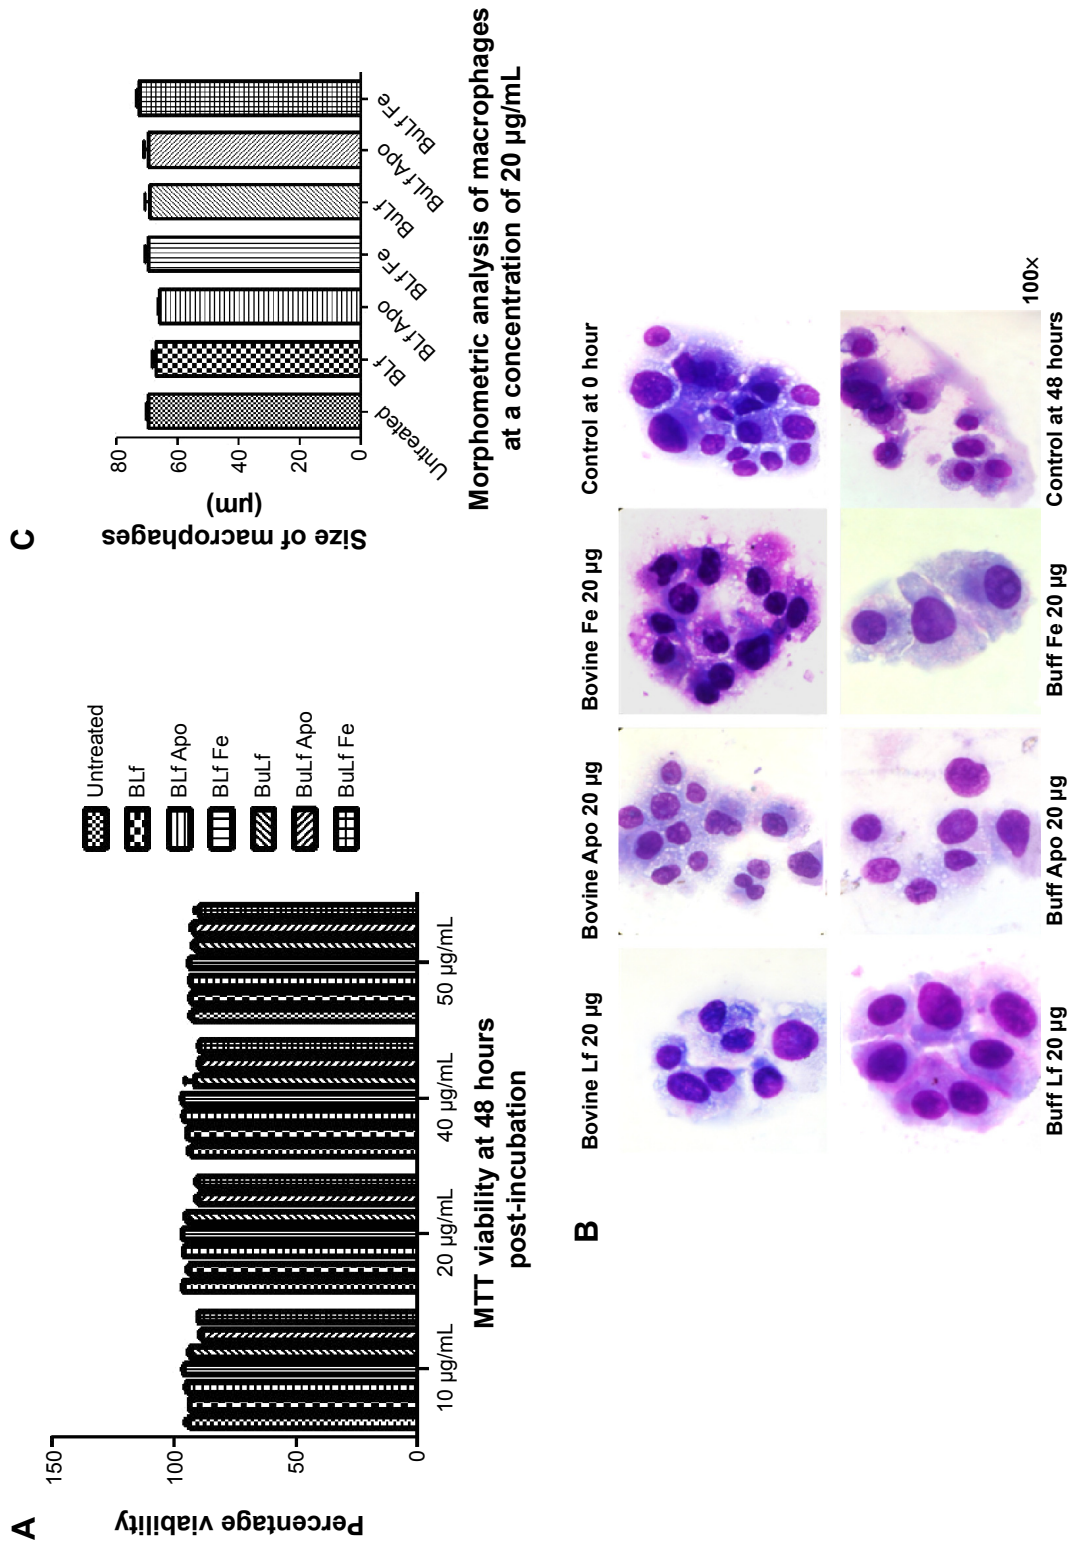 A
Percentage viability
150
100
50
0
10 µg/mL
20 µg/mL
40 µg/mL
50 µg/mL
MTT viability at 48 hours
post-incubation
Untreated
BLf
BLf Apo
BLf Fe
BuLf
BuLf Apo
BuLf Fe
C
Size of macrophages
(µm)
80
60
40
20
0
Untreated
BLf
BLf Apo
BLf Fe
BuLf
BuLf Apo
BuLf Fe
Morphometric analysis of macrophages
at a concentration of 20 µg/mL
B
Bovine Lf 20 µg
Bovine Apo 20 µg
Bovine Fe 20 µg
Control at 0 hour
Buff Lf 20 µg
Buff Apo 20 µg
Buff Fe 20 µg
Control at 48 hours
100×